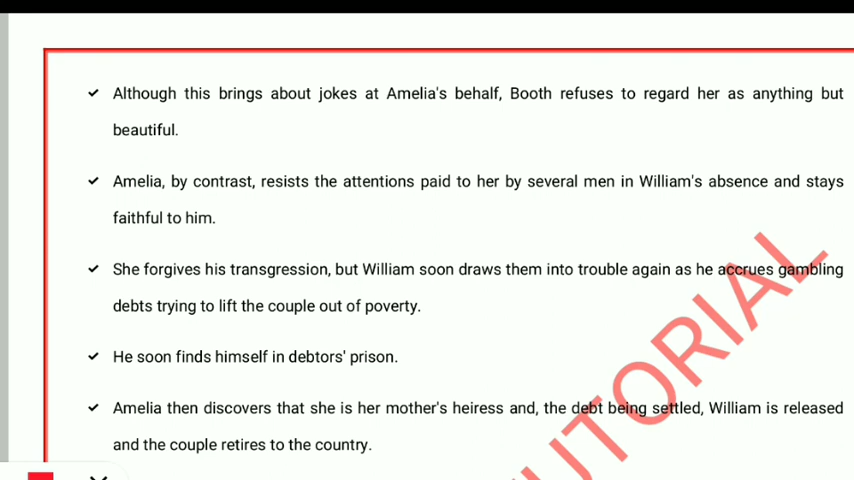 Although this brings about jokes at Amelia's behalf, Booth refuses to regard her as anything but
beautiful.
Amelia, by contrast, resists the attentions paid to her by several men in William's absence and stays
faithful to him.
She forgives his transgression, but William soon draws them into trouble again as he accrues gambling
debts trying to lift the couple out of poverty.
He soon finds himself in debtors' prison.
Amelia then discovers that she is her mother's heiress and, the debt being settled, William is released
and the couple retires to the country.
TUTORIAL